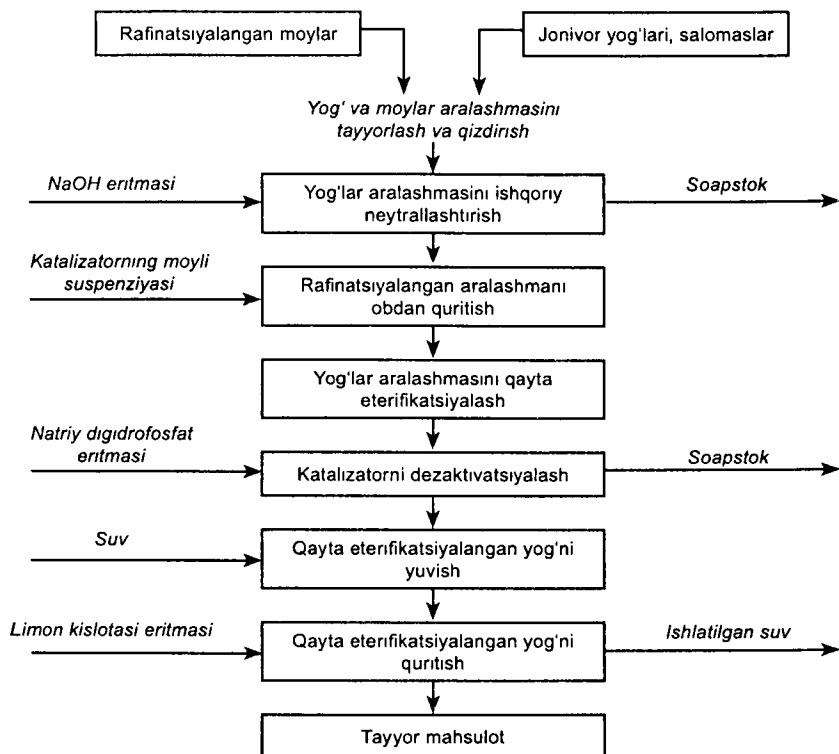 Rafinatsiyalangan moylar
Jonivor yog'lari, salomaslar
Yog' va moylar aralashmasini
tayyorlash va qizdirish
NaOH eritmasi
Yog'lar aralashmasini ishqoriy
neytrallashtirish
Soapstok
Katalizatorning moyli
suspenziyasi
Rafinatsiyalangan aralashmani
obdan quritish
Yog'lar aralashmasini qayta
eterifikatsiyalash
Natriy digidrofosfat
eritmasi
Katalizatorni dezaktivatsiyalash
Soapstok
Suv
Qayta eterifikatsiyalangan yog'ni
yuvish
Limon kislotasi eritmasi
Qayta eterifikatsiyalangan yog'ni
quritish
Ishlatilgan suv
Tayyor mahsulot